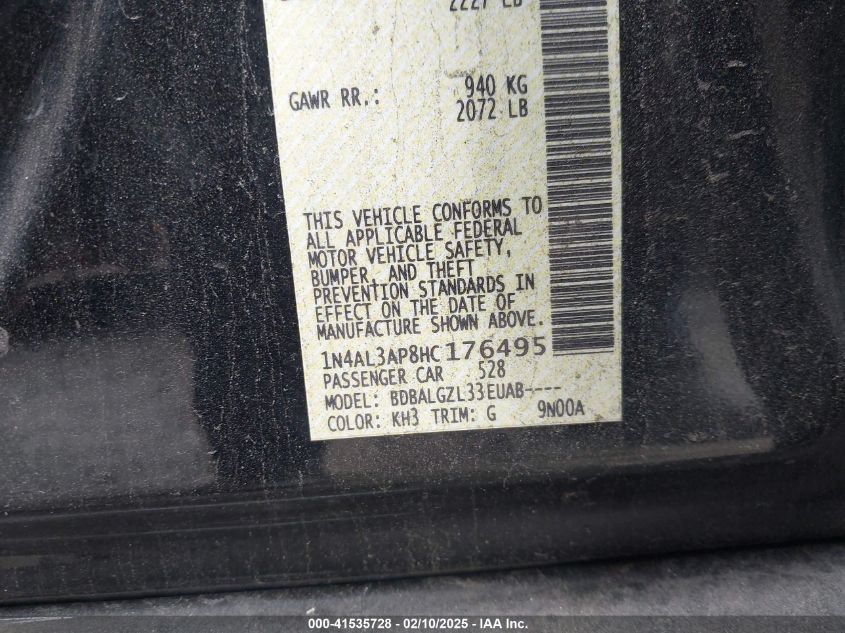 2227 LB
GAWR RR.: 940 KG
2072 LB
THIS VEHICLE CONFORMS TO
ALL APPLICABLE FEDERAL
MOTOR VEHICLE SAFETY,
BUMPER, AND THEFT
PREVENTION STANDARDS IN
EFFECT ON THE DATE OF
MANUFACTURE SHOWN ABOVE.
1N4AL3AP8HC176495
PASSENGER CAR 528
MODEL: BDBALGZL33EUAB----
COLOR: KH3 TRIM: G 9N00A
000-41535728 - 02/10/2025 - IAA Inc.